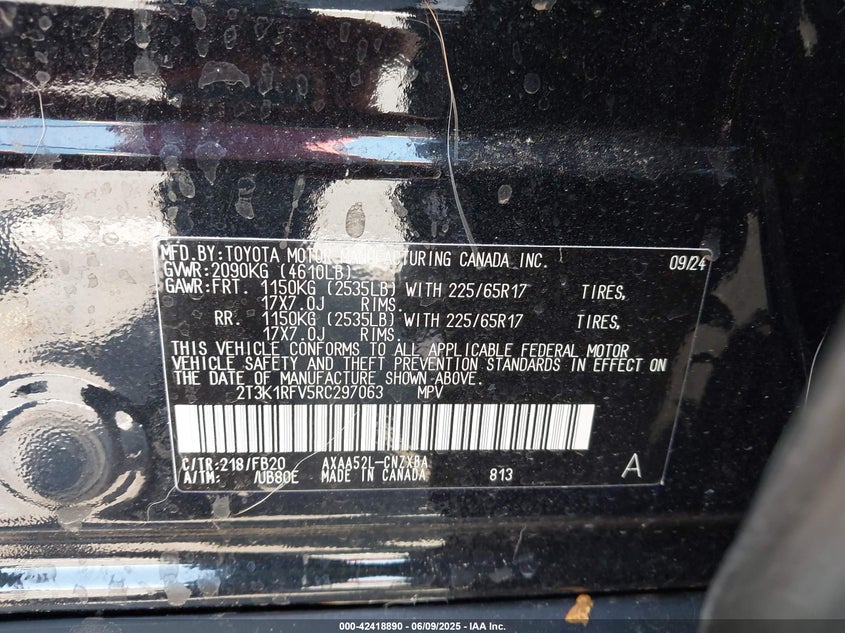 MFD.BY:TOYOTA MOTOR MANUFACTURING CANADA INC. 09/24
GVWR:2090KG (4610LB)
GAWR:FRT. 1150KG (2535LB) WITH 225/65R17 TIRES,
17X7.0J RIMS.
RR. 1150KG (2535LB) WITH 225/65R17 TIRES,
17X7.0J RIMS.
THIS VEHICLE CONFORMS TO ALL APPLICABLE FEDERAL MOTOR
VEHICLE SAFETY AND THEFT PREVENTION STANDARDS IN EFFECT ON
THE DATE OF MANUFACTURE SHOWN ABOVE.
2T3K1RFV5RC297063 MPV
C/TR:218/FB20 AXAA52L-CNZXBA
A/TM: /UB80E MADE IN CANADA 813 A
000-42418890 - 06/09/2025 - IAA Inc.